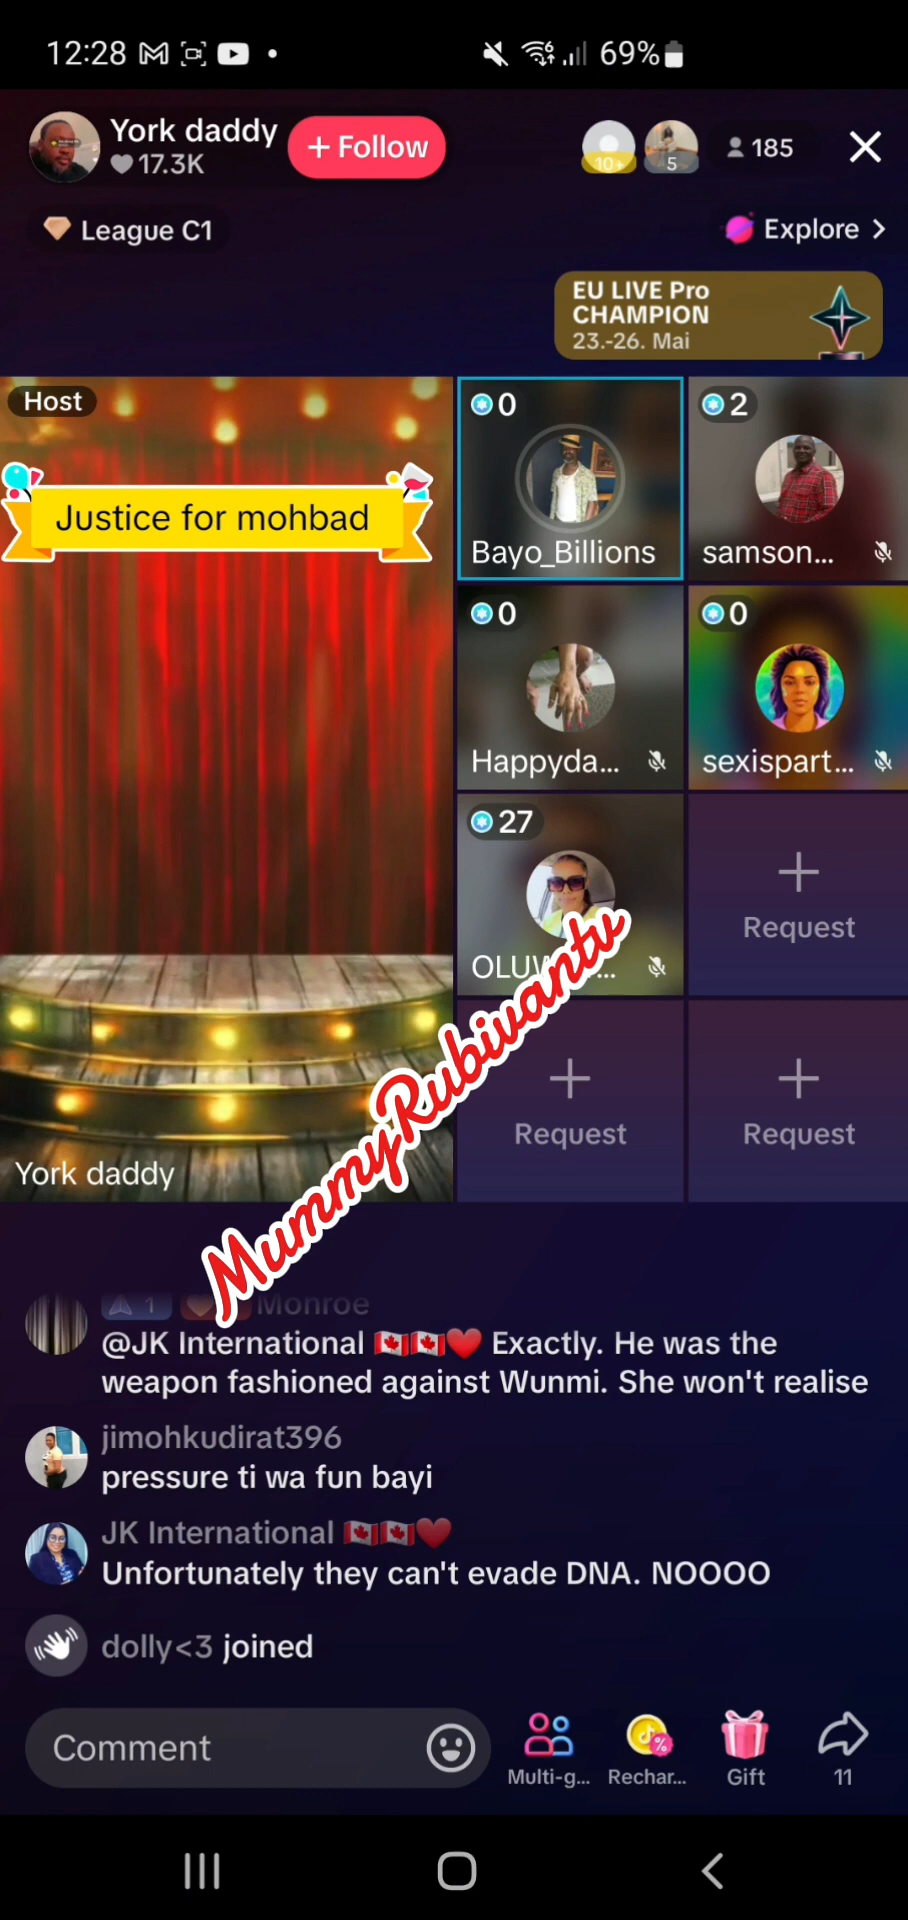 12:28
69%
York daddy
17.3K
+ Follow
10+
5
185
League C1
Explore >
EU LIVE Pro
CHAMPION
23.-26. Mai
Host
Justice for mohbad
0
Bayo_Billions
2
samson...
0
Happyda...
0
sexispart...
27
...
Request
Request
Request
York daddy
MummyRubivantv
1
Monroe
@JK International 🇨🇦🇨🇦❤️ Exactly. He was the
weapon fashioned against Wunmi. She won't realise
jimohkudirat396
pressure ti wa fun bayi
JK International 🇨🇦🇨🇦❤️
Unfortunately they can't evade DNA. NOOOO
dolly<3 joined
Comment
Multi-g...
Rechar...
Gift
11